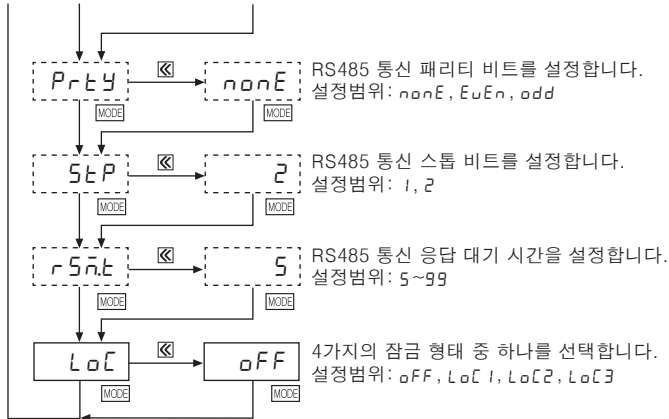 PrtY
nonE
RS485 통신 패리티 비트를 설정합니다.
설정범위: nonE, EvEn, odd
MODE
MODE
StP
2
RS485 통신 스톱 비트를 설정합니다.
설정범위: 1, 2
MODE
MODE
rSm.t
5
RS485 통신 응답 대기 시간을 설정합니다.
설정범위: 5~99
MODE
MODE
LoC
oFF
4가지의 잠금 형태 중 하나를 선택합니다.
설정범위: oFF, LoC1, LoC2, LoC3
MODE
MODE